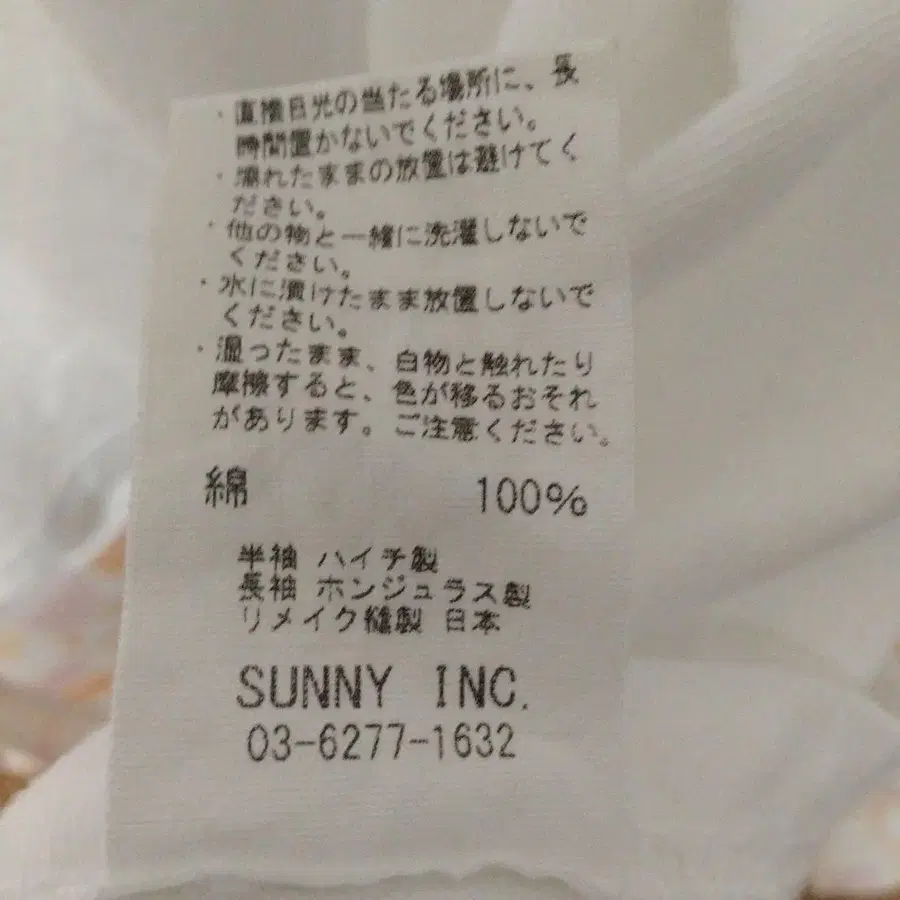 ・直接日光の当たる場所に、長
時間置かないでください。
・濡れたままの放置は避けてく
ださい。
・他の物と一緒に洗濯しないで
ください。
・水に漬けたまま放置しないで
ください。
・湿ったまま、白物と触れたり
摩擦すると、色が移るおそれ
があります。ご注意ください。
綿 100%
半袖 ハイチ製
長袖 ホンジュラス製
リメイク縫製 日本
SUNNY INC.
03-6277-1632